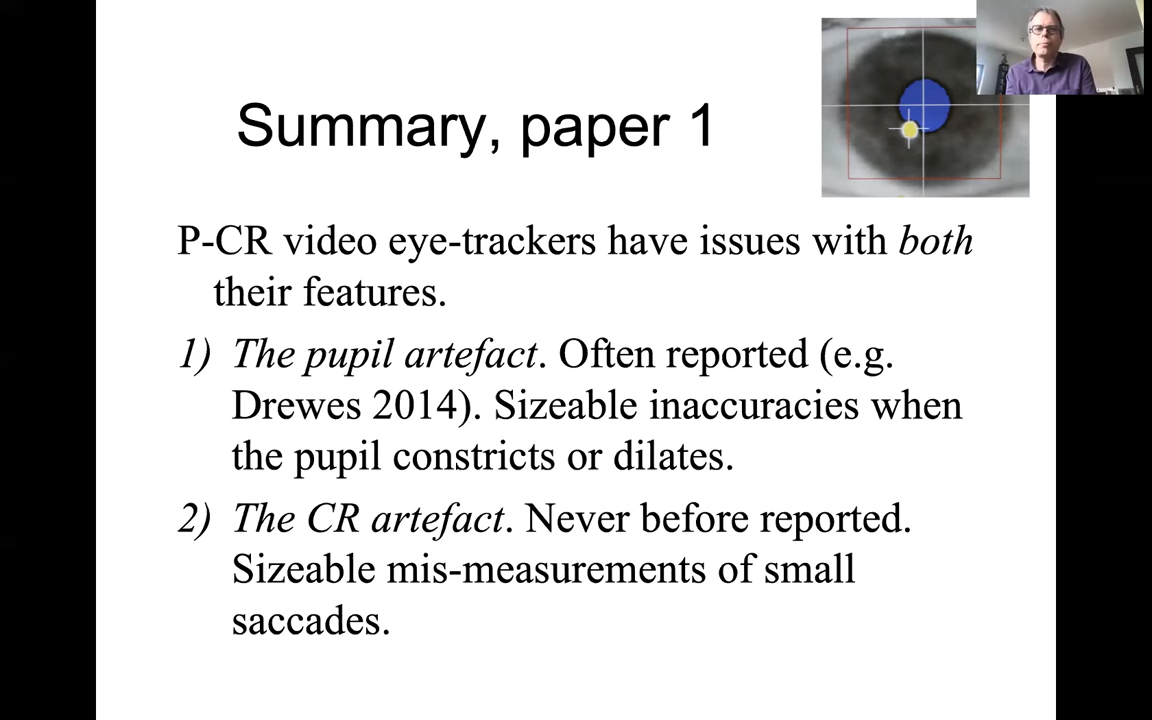 Summary, paper 1
P-CR video eye-trackers have issues with both
their features.
1) The pupil artefact. Often reported (e.g.
Drewes 2014). Sizeable inaccuracies when
the pupil constricts or dilates.
2) The CR artefact. Never before reported.
Sizeable mis-measurements of small
saccades.